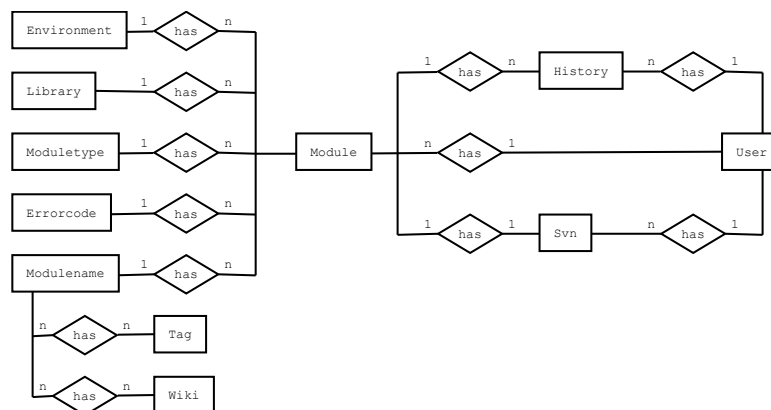 Environment 1 has n
Library 1 has n
Moduletype 1 has n
Errorcode 1 has n
Modulename 1 has n
n has n Tag
n has n Wiki
Module
1 has n History n has 1
n has 1 User
1 has 1 Svn n has 1